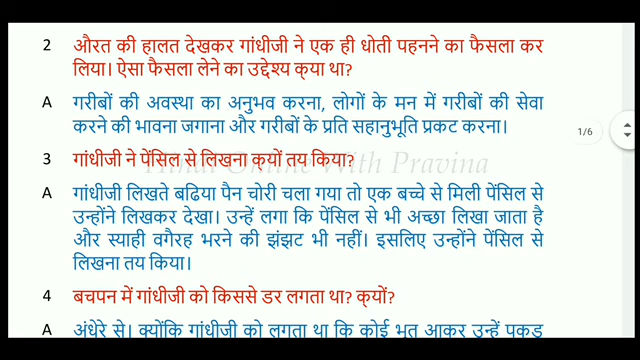 2 औरत की हालत देखकर गांधीजी ने एक ही धोती पहनने का फैसला कर
लिया। ऐसा फैसला लेने का उद्देश्य क्या था?
A गरीबों की अवस्था का अनुभव करना, लोगों के मन में गरीबों की सेवा
करने की भावना जगाना और गरीबों के प्रति सहानुभूति प्रकट करना।
1/6
3 गांधीजी ने पेंसिल से लिखना क्यों तय किया?
Hindi Online With Pravina
A गांधीजी लिखते बढिया पैन चोरी चला गया तो एक बच्चे से मिली पेंसिल से
उन्होंने लिखकर देखा। उन्हें लगा कि पेंसिल से भी अच्छा लिखा जाता है
और स्याही वगैरह भरने की झंझट भी नहीं। इसलिए उन्होंने पेंसिल से
लिखना तय किया।
4 बचपन में गांधीजी को किससे डर लगता था? क्यों?
A अंधेरे से। क्योंकि गांधीजी को लगता था कि कोई भूत आकर उन्हें पकड़